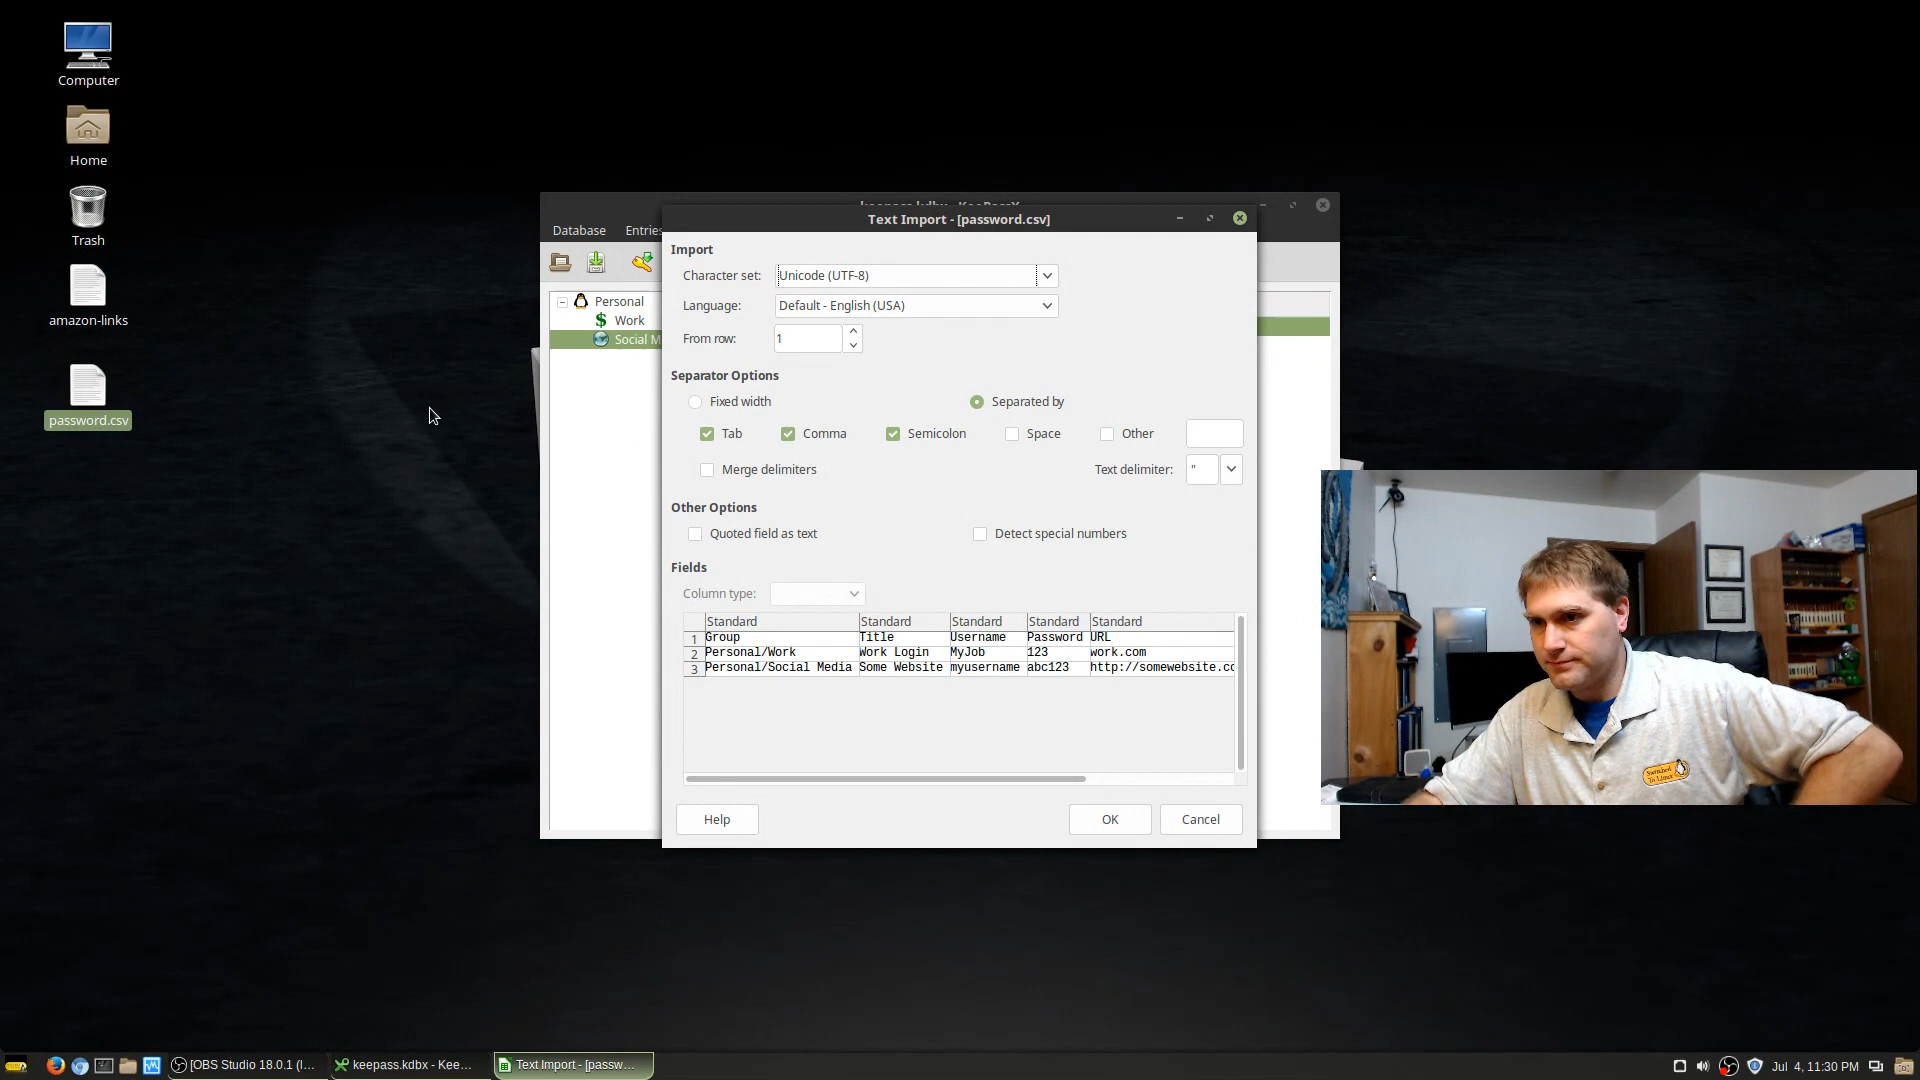 Computer
Home
Trash
amazon-links
password.csv
Database
Entries
Personal
Work
Social M
Text Import - [password.csv]
Import
Character set: Unicode (UTF-8)
Language: Default - English (USA)
From row: 1
Separator Options
Fixed width
Separated by
Tab
Comma
Semicolon
Space
Other
Merge delimiters
Text delimiter: "
Other Options
Quoted field as text
Detect special numbers
Fields
Column type:
Standard Standard Standard Standard Standard
1 Group Title Username Password URL
2 Personal/Work Work Login MyJob 123 work.com
3 Personal/Social Media Some Website myusername abc123 http://somewebsite.co
Help
OK
Cancel
Switched To Linux
[OBS Studio 18.0.1 (l...
keepass.kdbx - Kee...
Text Import - [passw...
Jul 4, 11:30 PM